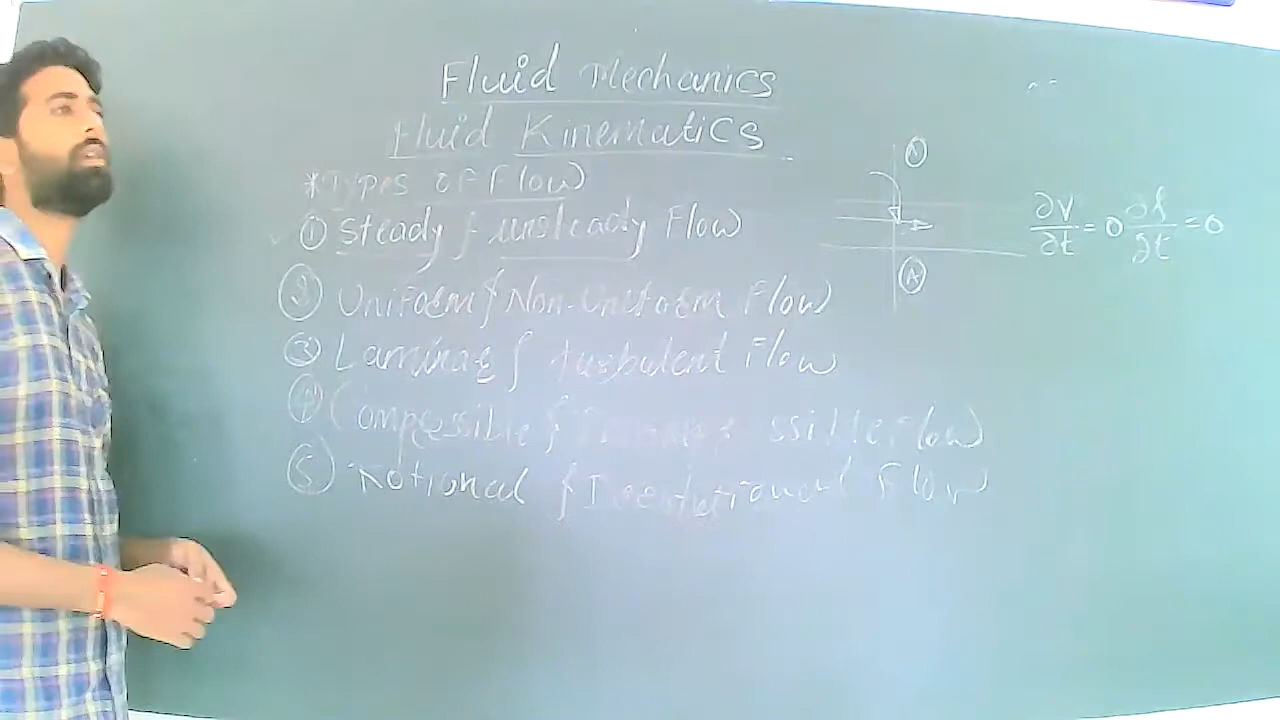 Fluid Mechanics
Fluid Kinematics
*Types of Flow
① Steady & unsteady Flow
② Uniform & Non-Uniform Flow
③ Laminar & turbulent Flow
④ Compressible & Incompressible Flow
⑤ Rotional & Irrotational Flow
Ⓐ
∂V/∂t = 0 ∂f/∂t = 0